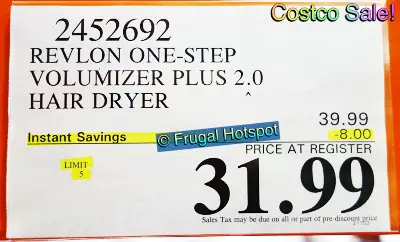 Costco Sale!
2452692
REVLON ONE-STEP
VOLUMIZER PLUS 2.0
HAIR DRYER
39.99
Instant Savings -8.00
© Frugal Hotspot
PRICE AT REGISTER
LIMIT
5
31.99
Sales Tax may be due on all or part of pre-discount price